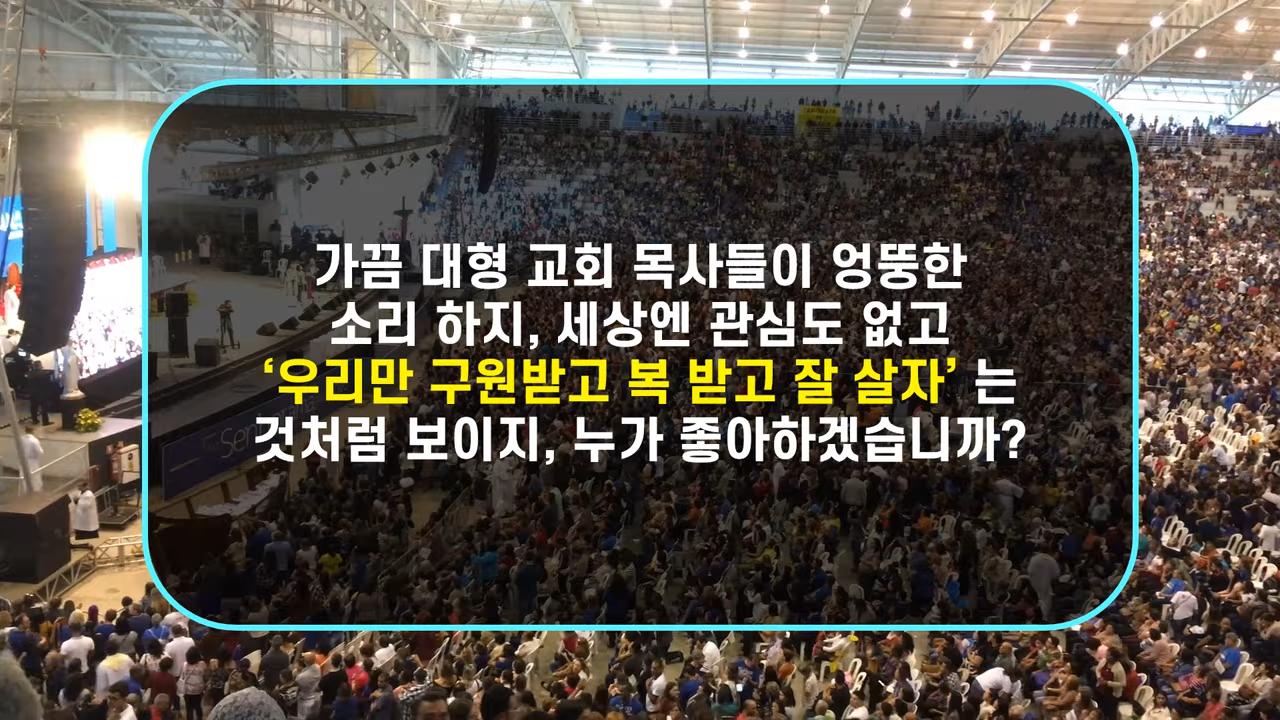 가끔 대형 교회 목사들이 엉뚱한
소리 하지, 세상엔 관심도 없고
‘우리만 구원받고 복 받고 잘 살자’ 는
것처럼 보이지, 누가 좋아하겠습니까?